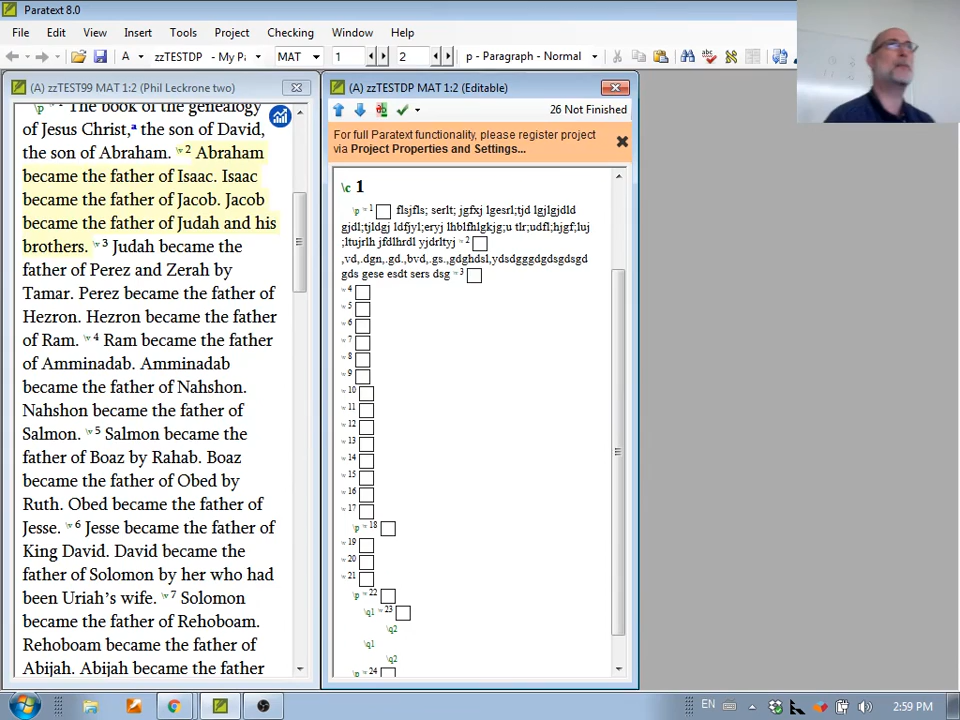 Paratext 8.0
File Edit View Insert Tools Project Checking Window Help
A zzTESTDP - My Pa MAT 1 2 p - Paragraph - Normal
(A) zzTEST99 MAT 1:2 (Phil Leckrone two)
\p The book of the genealogy
of Jesus Christ,a the son of David,
the son of Abraham. \v 2 Abraham
became the father of Isaac. Isaac
became the father of Jacob. Jacob
became the father of Judah and his
brothers. \v 3 Judah became the
father of Perez and Zerah by
Tamar. Perez became the father of
Hezron. Hezron became the father
of Ram. \v 4 Ram became the father
of Amminadab. Amminadab
became the father of Nahshon.
Nahshon became the father of
Salmon. \v 5 Salmon became the
father of Boaz by Rahab. Boaz
became the father of Obed by
Ruth. Obed became the father of
Jesse. \v 6 Jesse became the father of
King David. David became the
father of Solomon by her who had
been Uriah's wife. \v 7 Solomon
became the father of Rehoboam.
Rehoboam became the father of
Abijah. Abijah became the father
(A) zzTESTDP MAT 1:2 (Editable)
26 Not Finished
For full Paratext functionality, please register project
via Project Properties and Settings...
\c 1
\p \v 1 flsjfls; serlt; jgfxj lgesrl;tjd lgjlgjdld
gjdl;tjldgj ldfjyl;eryj lhblfhlgkgj;u tlr;udfl;hjgf;luj
;ltujrlh jfdlhrdl yjdrltyj \v 2
,vd,.dgn,.gd.,bvd,.gs.,gdghdsl,ydsdgggdgdsgdsgd
gds gese esdt sers dsg \v 3
\v 4
\v 5
\v 6
\v 7
\v 8
\v 9
\v 10
\v 11
\v 12
\v 13
\v 14
\v 15
\v 16
\v 17
\p \v 18
\v 19
\v 20
\v 21
\p \v 22
\q1 \v 23
\q2
\q1
\q2
\p \v 24
EN 2:59 PM